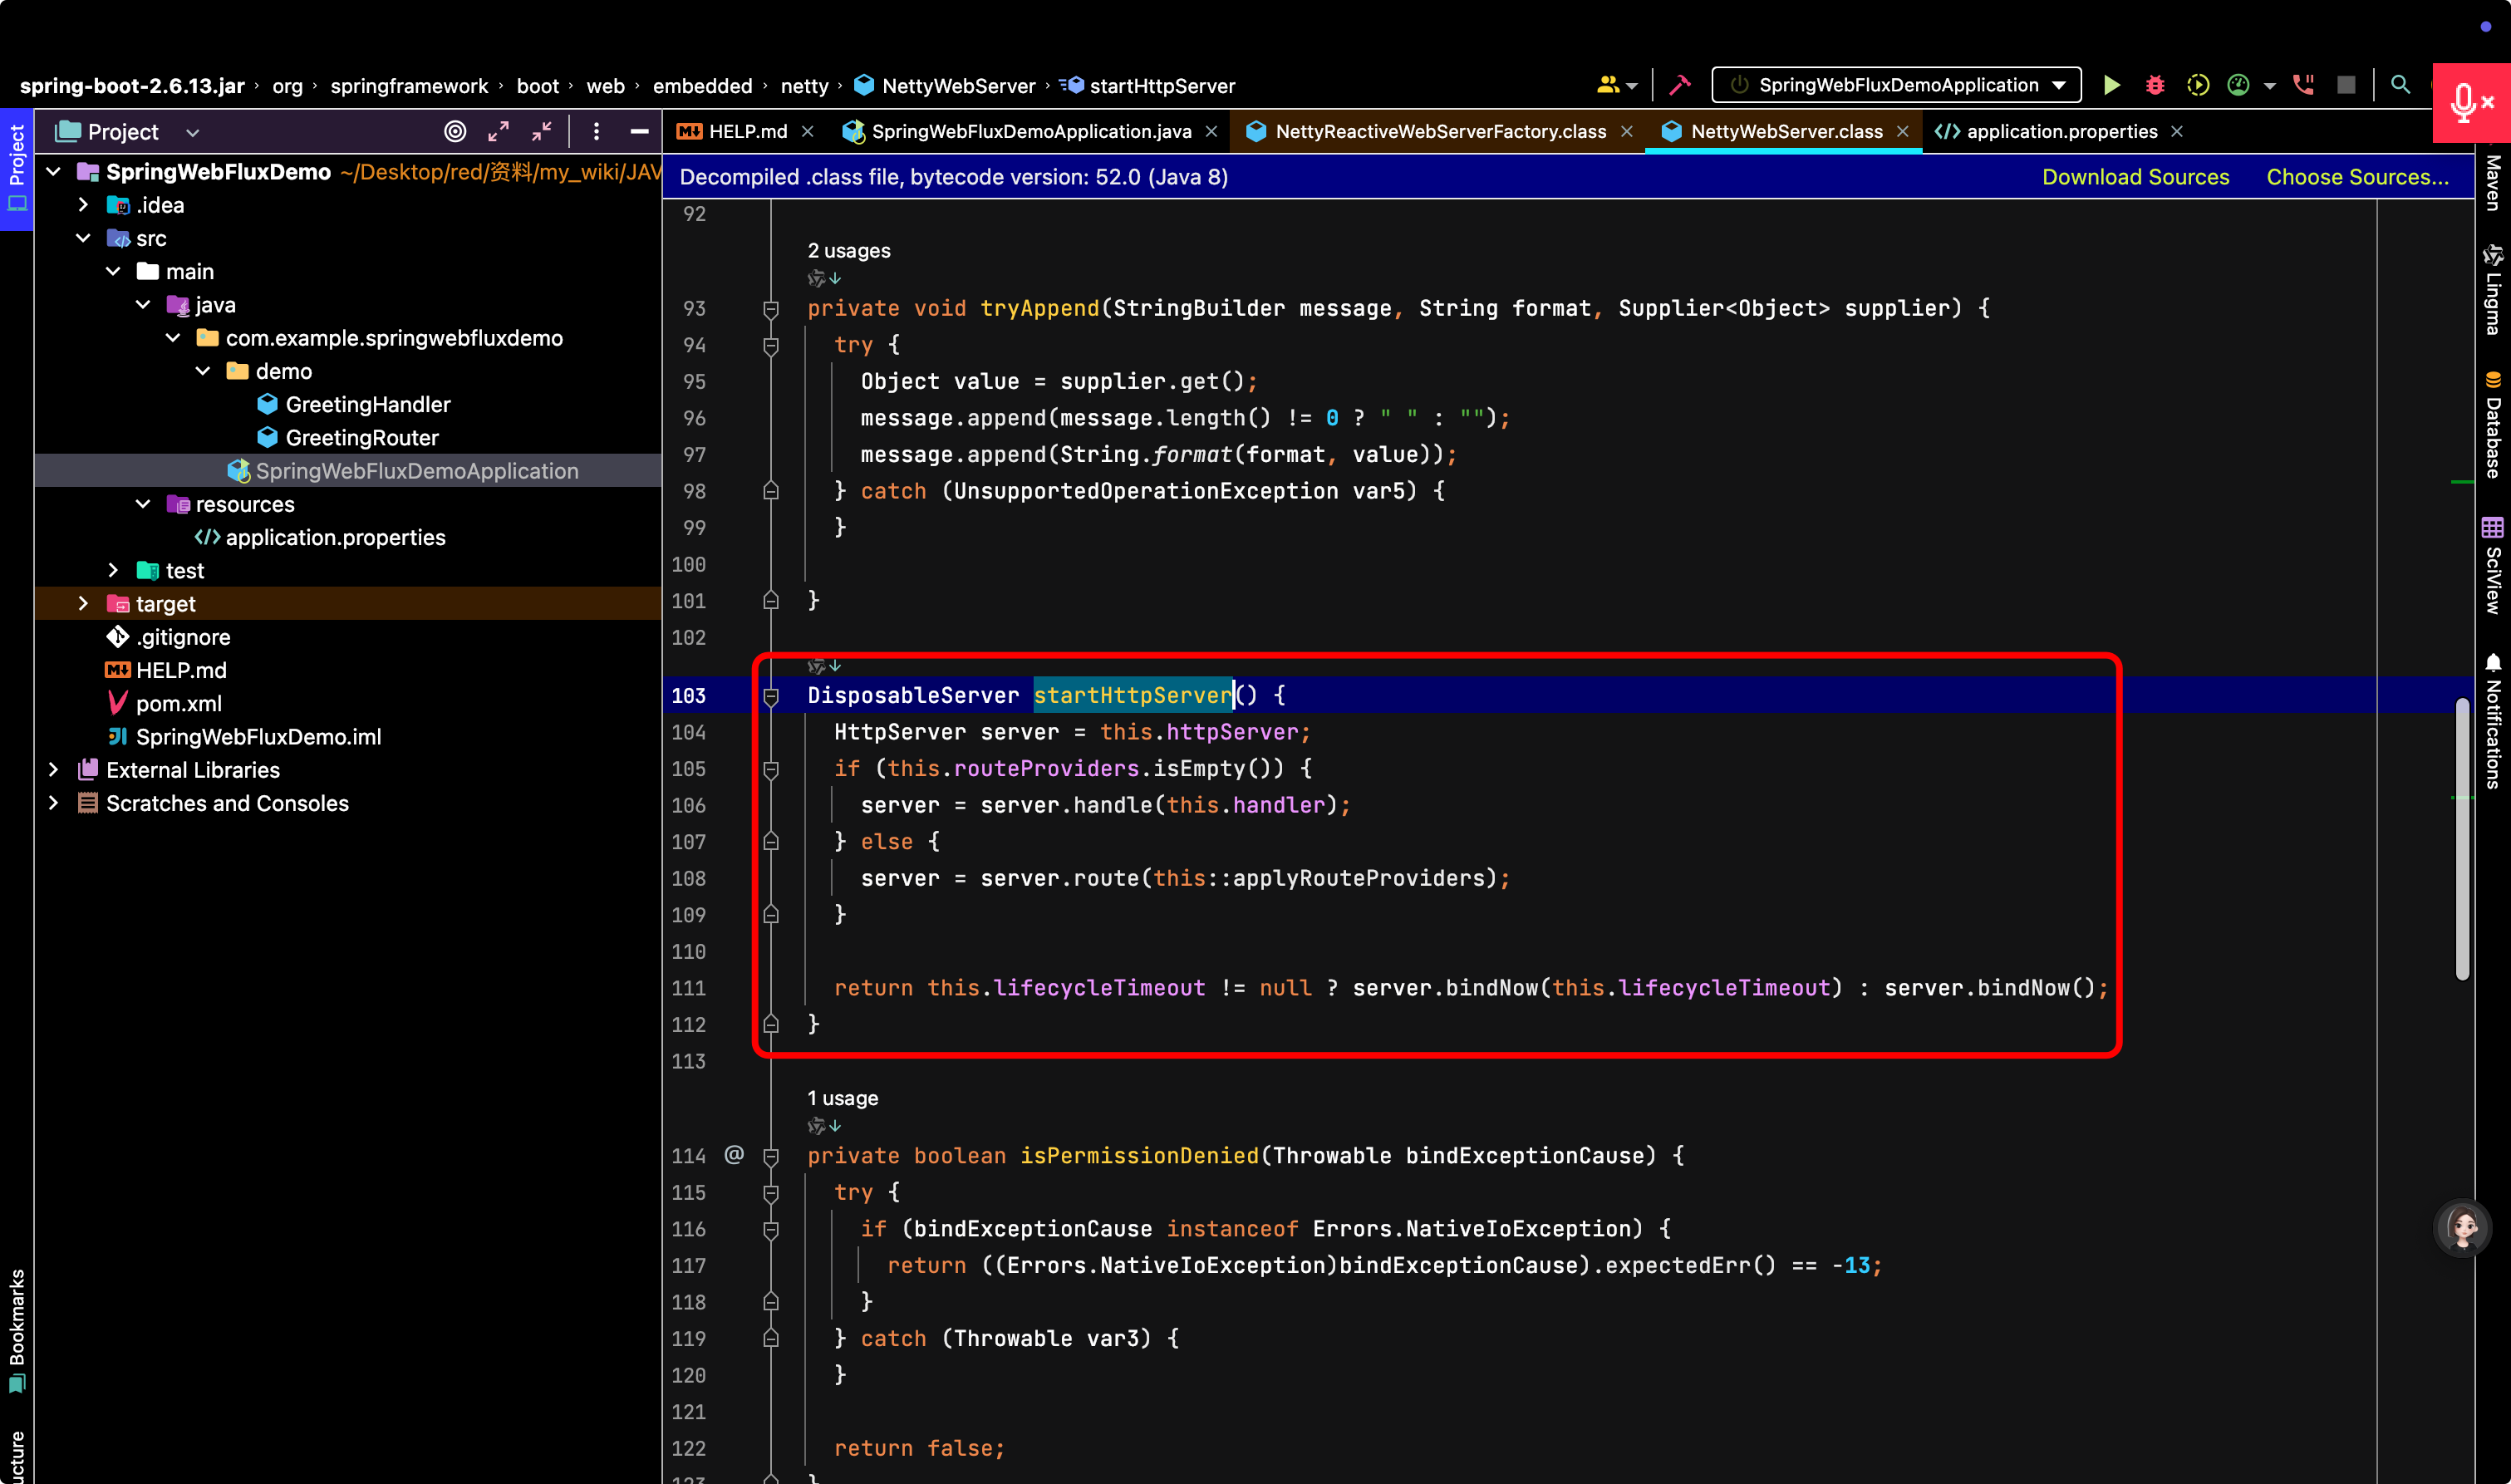 spring-boot-2.6.13.jar › org › springframework › boot › web › embedded › netty › NettyWebServer › startHttpServer
SpringWebFluxDemoApplication
Project
HELP.md
SpringWebFluxDemoApplication.java
NettyReactiveWebServerFactory.class
NettyWebServer.class
application.properties
Project
SpringWebFluxDemo ~/Desktop/red/资料/my_wiki/JAV
.idea
src
main
java
com.example.springwebfluxdemo
demo
GreetingHandler
GreetingRouter
SpringWebFluxDemoApplication
resources
application.properties
test
target
.gitignore
HELP.md
pom.xml
SpringWebFluxDemo.iml
External Libraries
Scratches and Consoles
Bookmarks
ucture
Decompiled .class file, bytecode version: 52.0 (Java 8)
Download Sources
Choose Sources...
92
2 usages
93 private void tryAppend(StringBuilder message, String format, Supplier<Object> supplier) {
94 try {
95 Object value = supplier.get();
96 message.append(message.length() != 0 ? " " : "");
97 message.append(String.format(format, value));
98 } catch (UnsupportedOperationException var5) {
99 }
100
101 }
102
103 DisposableServer startHttpServer() {
104 HttpServer server = this.httpServer;
105 if (this.routeProviders.isEmpty()) {
106 server = server.handle(this.handler);
107 } else {
108 server = server.route(this::applyRouteProviders);
109 }
110
111 return this.lifecycleTimeout != null ? server.bindNow(this.lifecycleTimeout) : server.bindNow();
112 }
113
1 usage
114 @ private boolean isPermissionDenied(Throwable bindExceptionCause) {
115 try {
116 if (bindExceptionCause instanceof Errors.NativeIoException) {
117 return ((Errors.NativeIoException)bindExceptionCause).expectedErr() == -13;
118 }
119 } catch (Throwable var3) {
120 }
121
122 return false;
123 }
Maven
Lingma
Database
SciView
Notifications